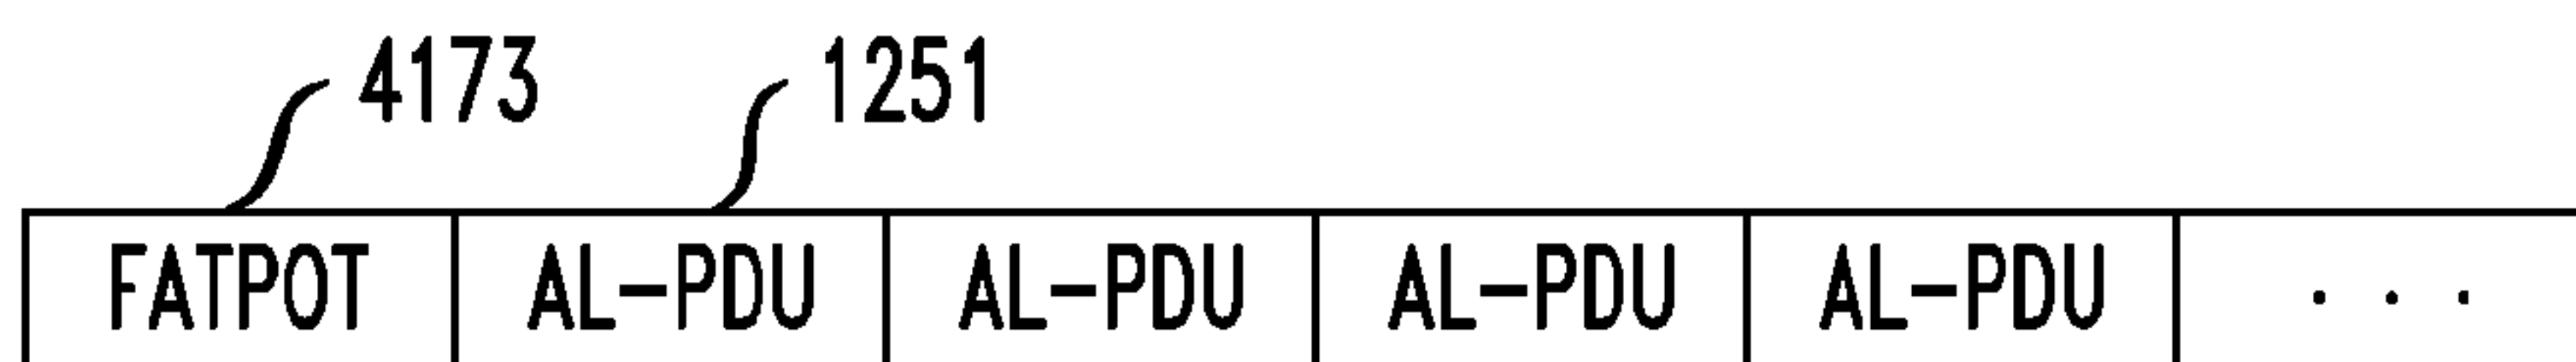 4173 1251
FATPOT AL-PDU AL-PDU AL-PDU AL-PDU . . .